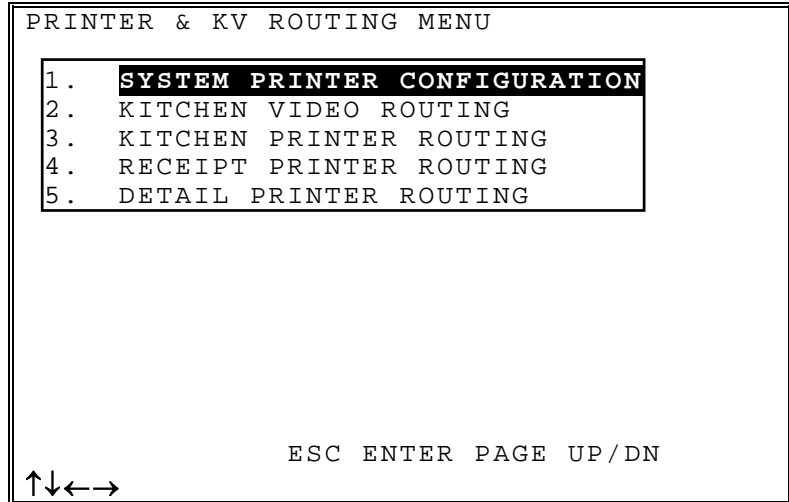 PRINTER & KV ROUTING MENU
1. SYSTEM PRINTER CONFIGURATION
2. KITCHEN VIDEO ROUTING
3. KITCHEN PRINTER ROUTING
4. RECEIPT PRINTER ROUTING
5. DETAIL PRINTER ROUTING
ESC ENTER PAGE UP/DN
↑↓←→